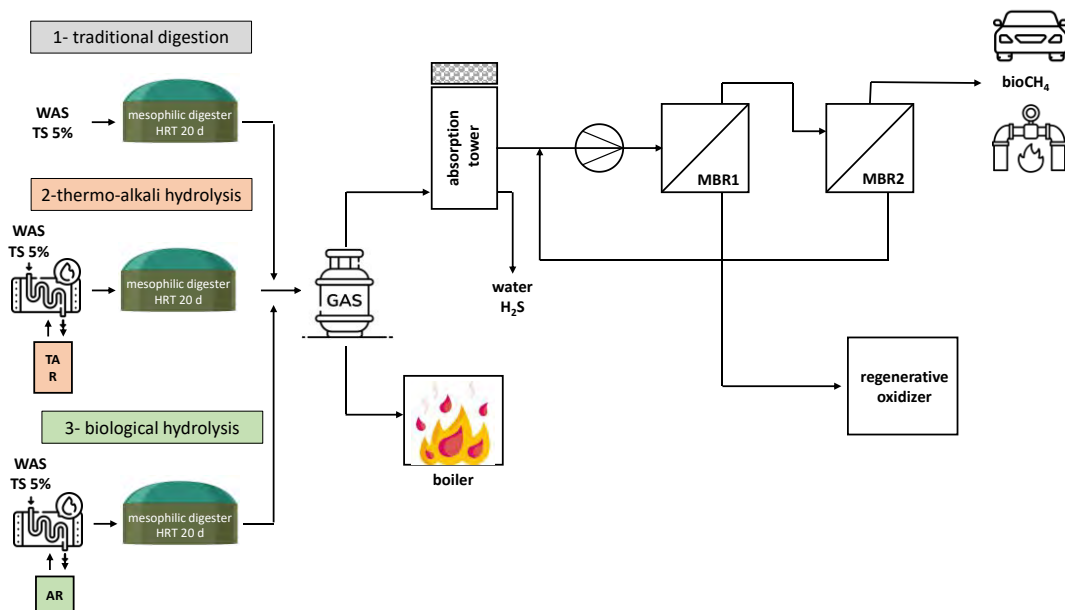 1- traditional digestion
WAS
TS 5%
mesophilic digester
HRT 20 d
2-thermo-alkali hydrolysis
WAS
TS 5%
mesophilic digester
HRT 20 d
TA
R
3- biological hydrolysis
WAS
TS 5%
mesophilic digester
HRT 20 d
AR
GAS
boiler
absorption
tower
water
H₂S
MBR1
MBR2
bioCH₄
regenerative
oxidizer